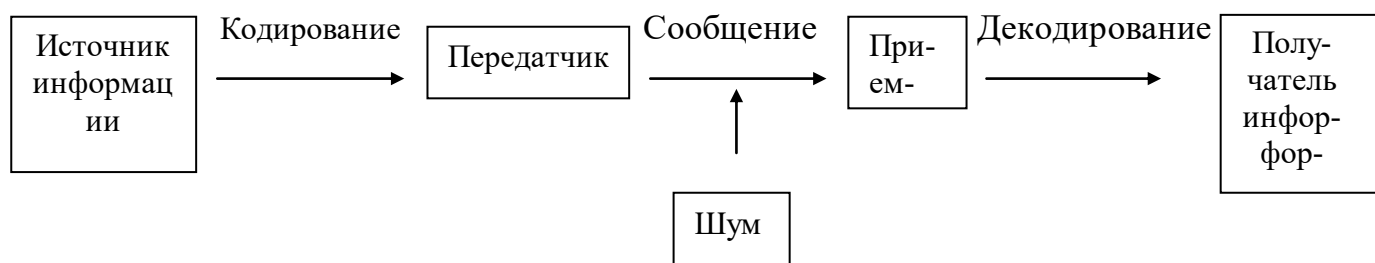 Источник
информац
ии
Кодирование
Передатчик
Сообщение
При-
ем-
Декодирование
Полу-
чатель
инфор-
фор-
Шум